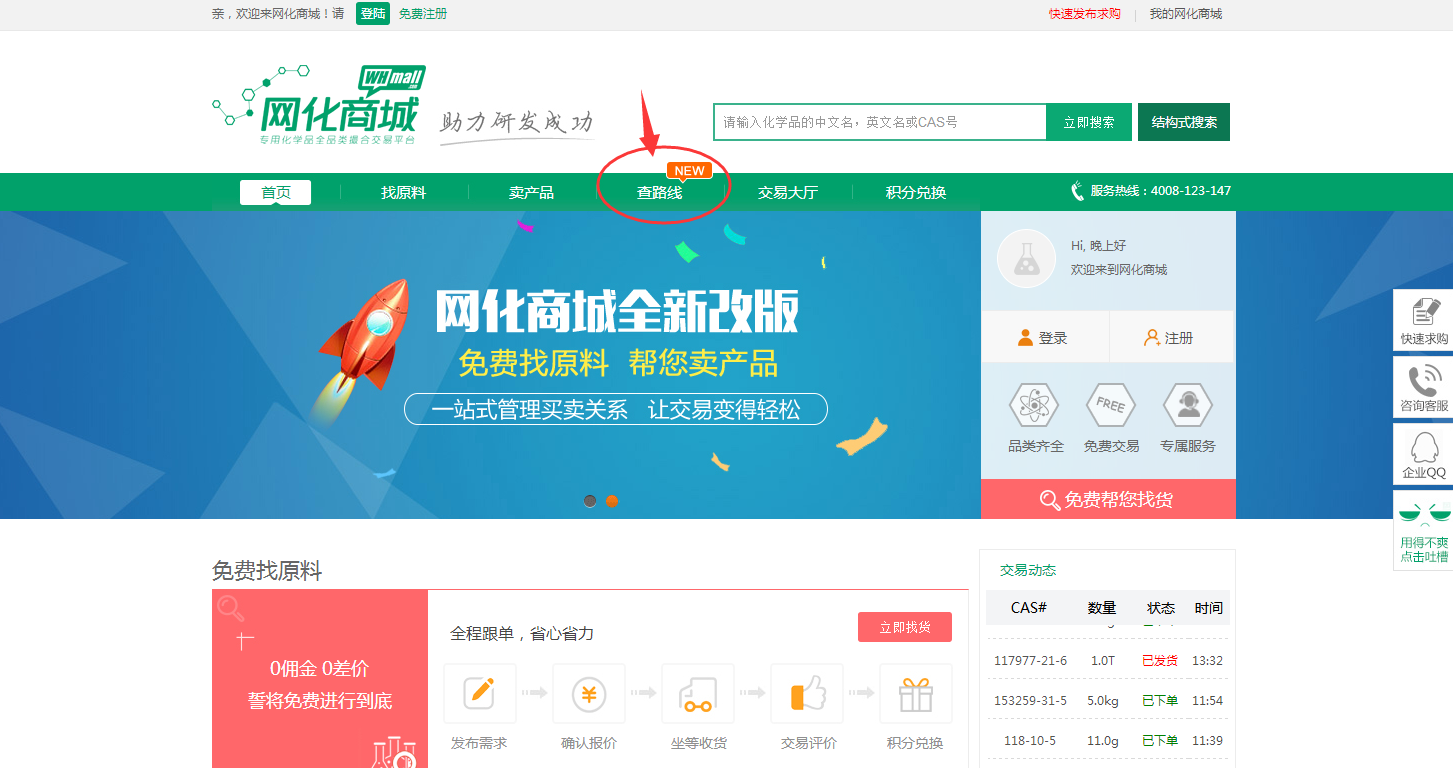 亲，欢迎来网化商城！请 登陆 免费注册
快速发布求购 我的网化商城
WHmall.com
网化商城
专用化学品全品类撮合交易平台
助力研发成功
请输入化学品的中文名，英文名或CAS号 立即搜索 结构式搜索
NEW
首页 找原料 卖产品 查路线 交易大厅 积分兑换 服务热线：4008-123-147
网化商城全新改版
免费找原料 帮您卖产品
一站式管理买卖关系 让交易变得轻松
Hi, 晚上好
欢迎来到网化商城
登录 注册
FREE
品类齐全 免费交易 专属服务
免费帮您找货
快速求购
咨询客服
企业QQ
用得不爽
点击吐槽
免费找原料
0佣金 0差价
誓将免费进行到底
全程跟单，省心省力 立即找货
发布需求 确认报价 坐等收货 交易评价 积分兑换
交易动态
CAS# 数量 状态 时间
117977-21-6 1.0T 已发货 13:32
153259-31-5 5.0kg 已下单 11:54
118-10-5 11.0g 已下单 11:39